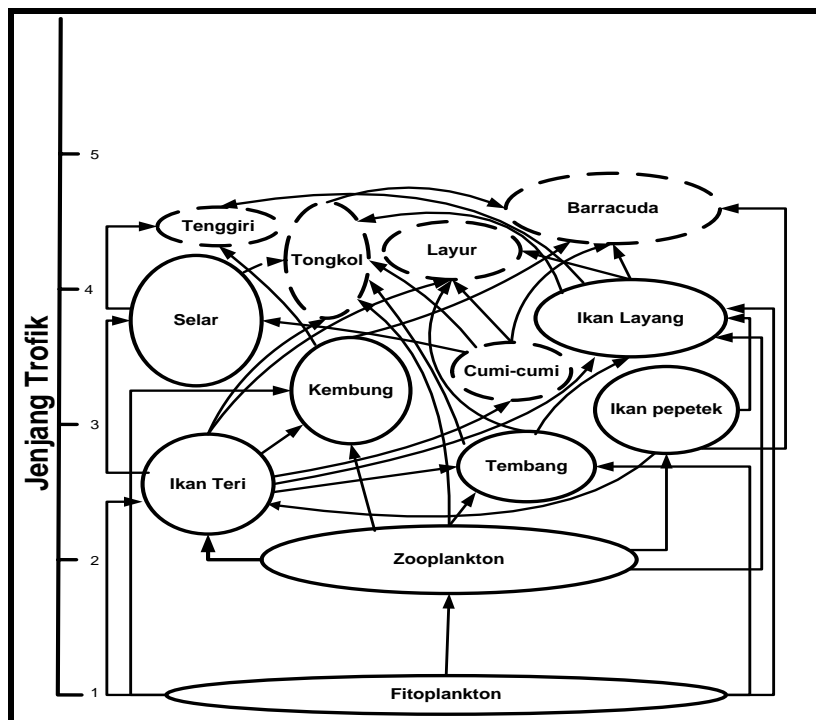 Jenjang Trofik
5
4
3
2
1
Barracuda
Tenggiri
Tongkol
Layur
Selar
Ikan Layang
Kembung
Cumi-cumi
Ikan pepetek
Ikan Teri
Tembang
Zooplankton
Fitoplankton